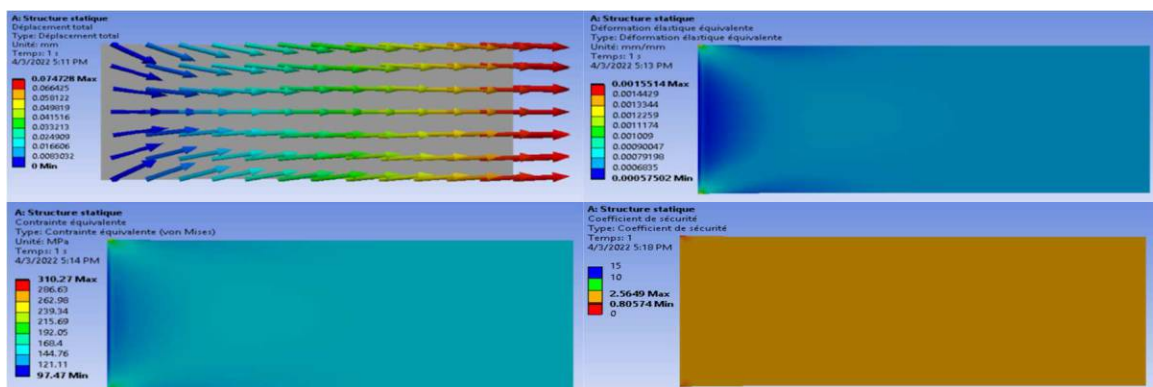 A: Structure statique
Déplacement total
Type: Déplacement total
Unité: mm
Temps: 1 s
4/3/2022 5:11 PM
0.074728 Max
0.066425
0.058122
0.049819
0.041516
0.033213
0.024909
0.016606
0.0083032
0 Min
A: Structure statique
Déformation élastique équivalente
Type: Déformation élastique équivalente
Unité: mm/mm
Temps: 1 s
4/3/2022 5:13 PM
0.0015514 Max
0.0014429
0.0013344
0.0012259
0.0011174
0.001009
0.00090047
0.00079198
0.0006835
0.00057502 Min
A: Structure statique
Contrainte équivalente
Type: Contrainte équivalente (von Mises)
Unité: MPa
Temps: 1 s
4/3/2022 5:14 PM
310.27 Max
286.63
262.98
239.34
215.69
192.05
168.4
144.76
121.11
97.47 Min
A: Structure statique
Coefficient de sécurité
Type: Coefficient de sécurité
Temps: 1
4/3/2022 5:18 PM
15
10
2.5649 Max
0.80574 Min
0